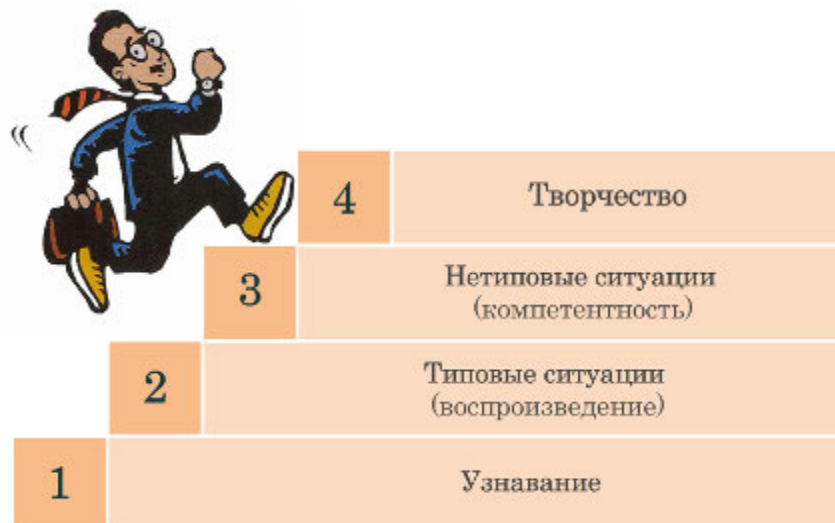 4
Творчество
3
Нетиповые ситуации
(компетентность)
2
Типовые ситуации
(воспроизведение)
1
Узнавание